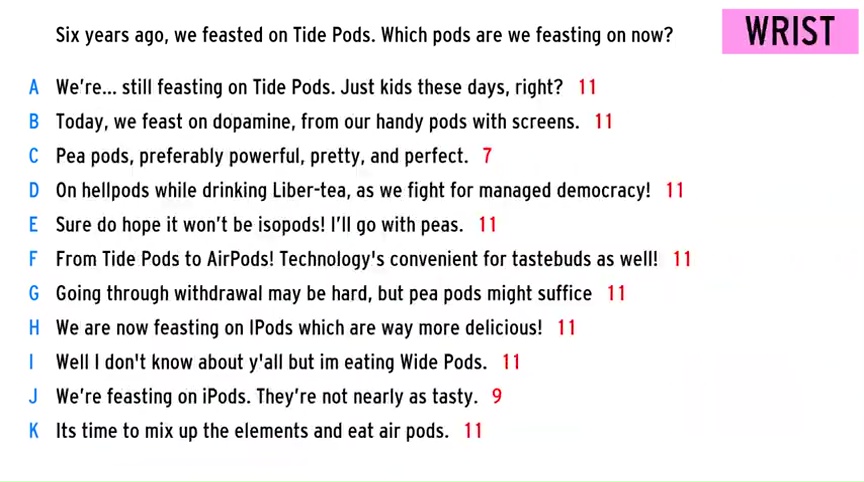 Six years ago, we feasted on Tide Pods. Which pods are we feasting on now?
WRIST
A We're... still feasting on Tide Pods. Just kids these days, right? 11
B Today, we feast on dopamine, from our handy pods with screens. 11
C Pea pods, preferably powerful, pretty, and perfect. 7
D On hellpods while drinking Liber-tea, as we fight for managed democracy! 11
E Sure do hope it won't be isopods! I'll go with peas. 11
F From Tide Pods to AirPods! Technology's convenient for tastebuds as well! 11
G Going through withdrawal may be hard, but pea pods might suffice 11
H We are now feasting on IPods which are way more delicious! 11
I Well I don't know about y'all but im eating Wide Pods. 11
J We're feasting on iPods. They're not nearly as tasty. 9
K Its time to mix up the elements and eat air pods. 11